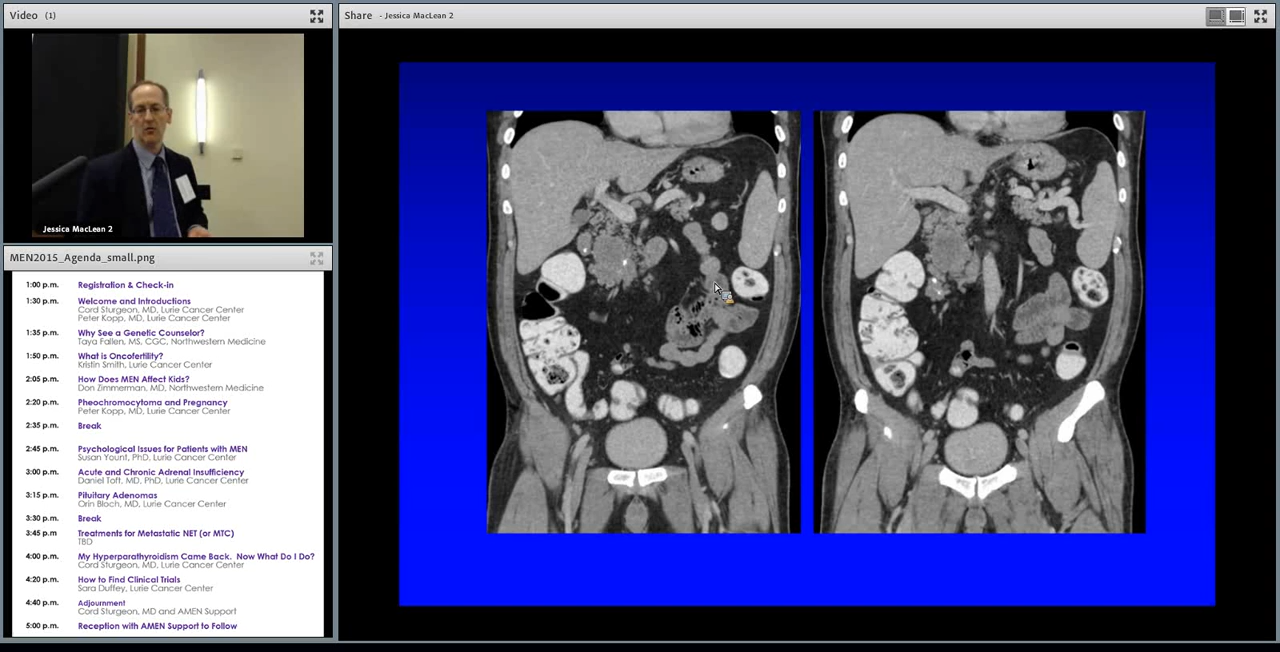 Video (1)
Jessica MacLean 2
MEN2015_Agenda_small.png
1:00 p.m. Registration & Check-in
1:30 p.m. Welcome and Introductions
Cord Sturgeon, MD, Lurie Cancer Center
Peter Kopp, MD, Lurie Cancer Center
1:35 p.m. Why See a Genetic Counselor?
Taya Fallen, MS, CGC, Northwestern Medicine
1:50 p.m. What is Oncofertility?
Kristin Smith, Lurie Cancer Center
2:05 p.m. How Does MEN Affect Kids?
Don Zimmerman, MD, Northwestern Medicine
2:20 p.m. Pheochromocytoma and Pregnancy
Peter Kopp, MD, Lurie Cancer Center
2:35 p.m. Break
2:45 p.m. Psychological Issues for Patients with MEN
Susan Yount, PhD, Lurie Cancer Center
3:00 p.m. Acute and Chronic Adrenal Insufficiency
Daniel Toft, MD, PhD, Lurie Cancer Center
3:15 p.m. Pituitary Adenomas
Orin Bloch, MD, Lurie Cancer Center
3:30 p.m. Break
3:45 p.m Treatments for Metastatic NET (or MTC)
TBD
4:00 p.m. My Hyperparathyroidism Came Back. Now What Do I Do?
Cord Sturgeon, MD, Lurie Cancer Center
4:20 p.m. How to Find Clinical Trials
Sara Duffey, Lurie Cancer Center
4:40 p.m. Adjournment
Cord Sturgeon, MD and AMEN Support
5:00 p.m. Reception with AMEN Support to Follow
Share - Jessica MacLean 2